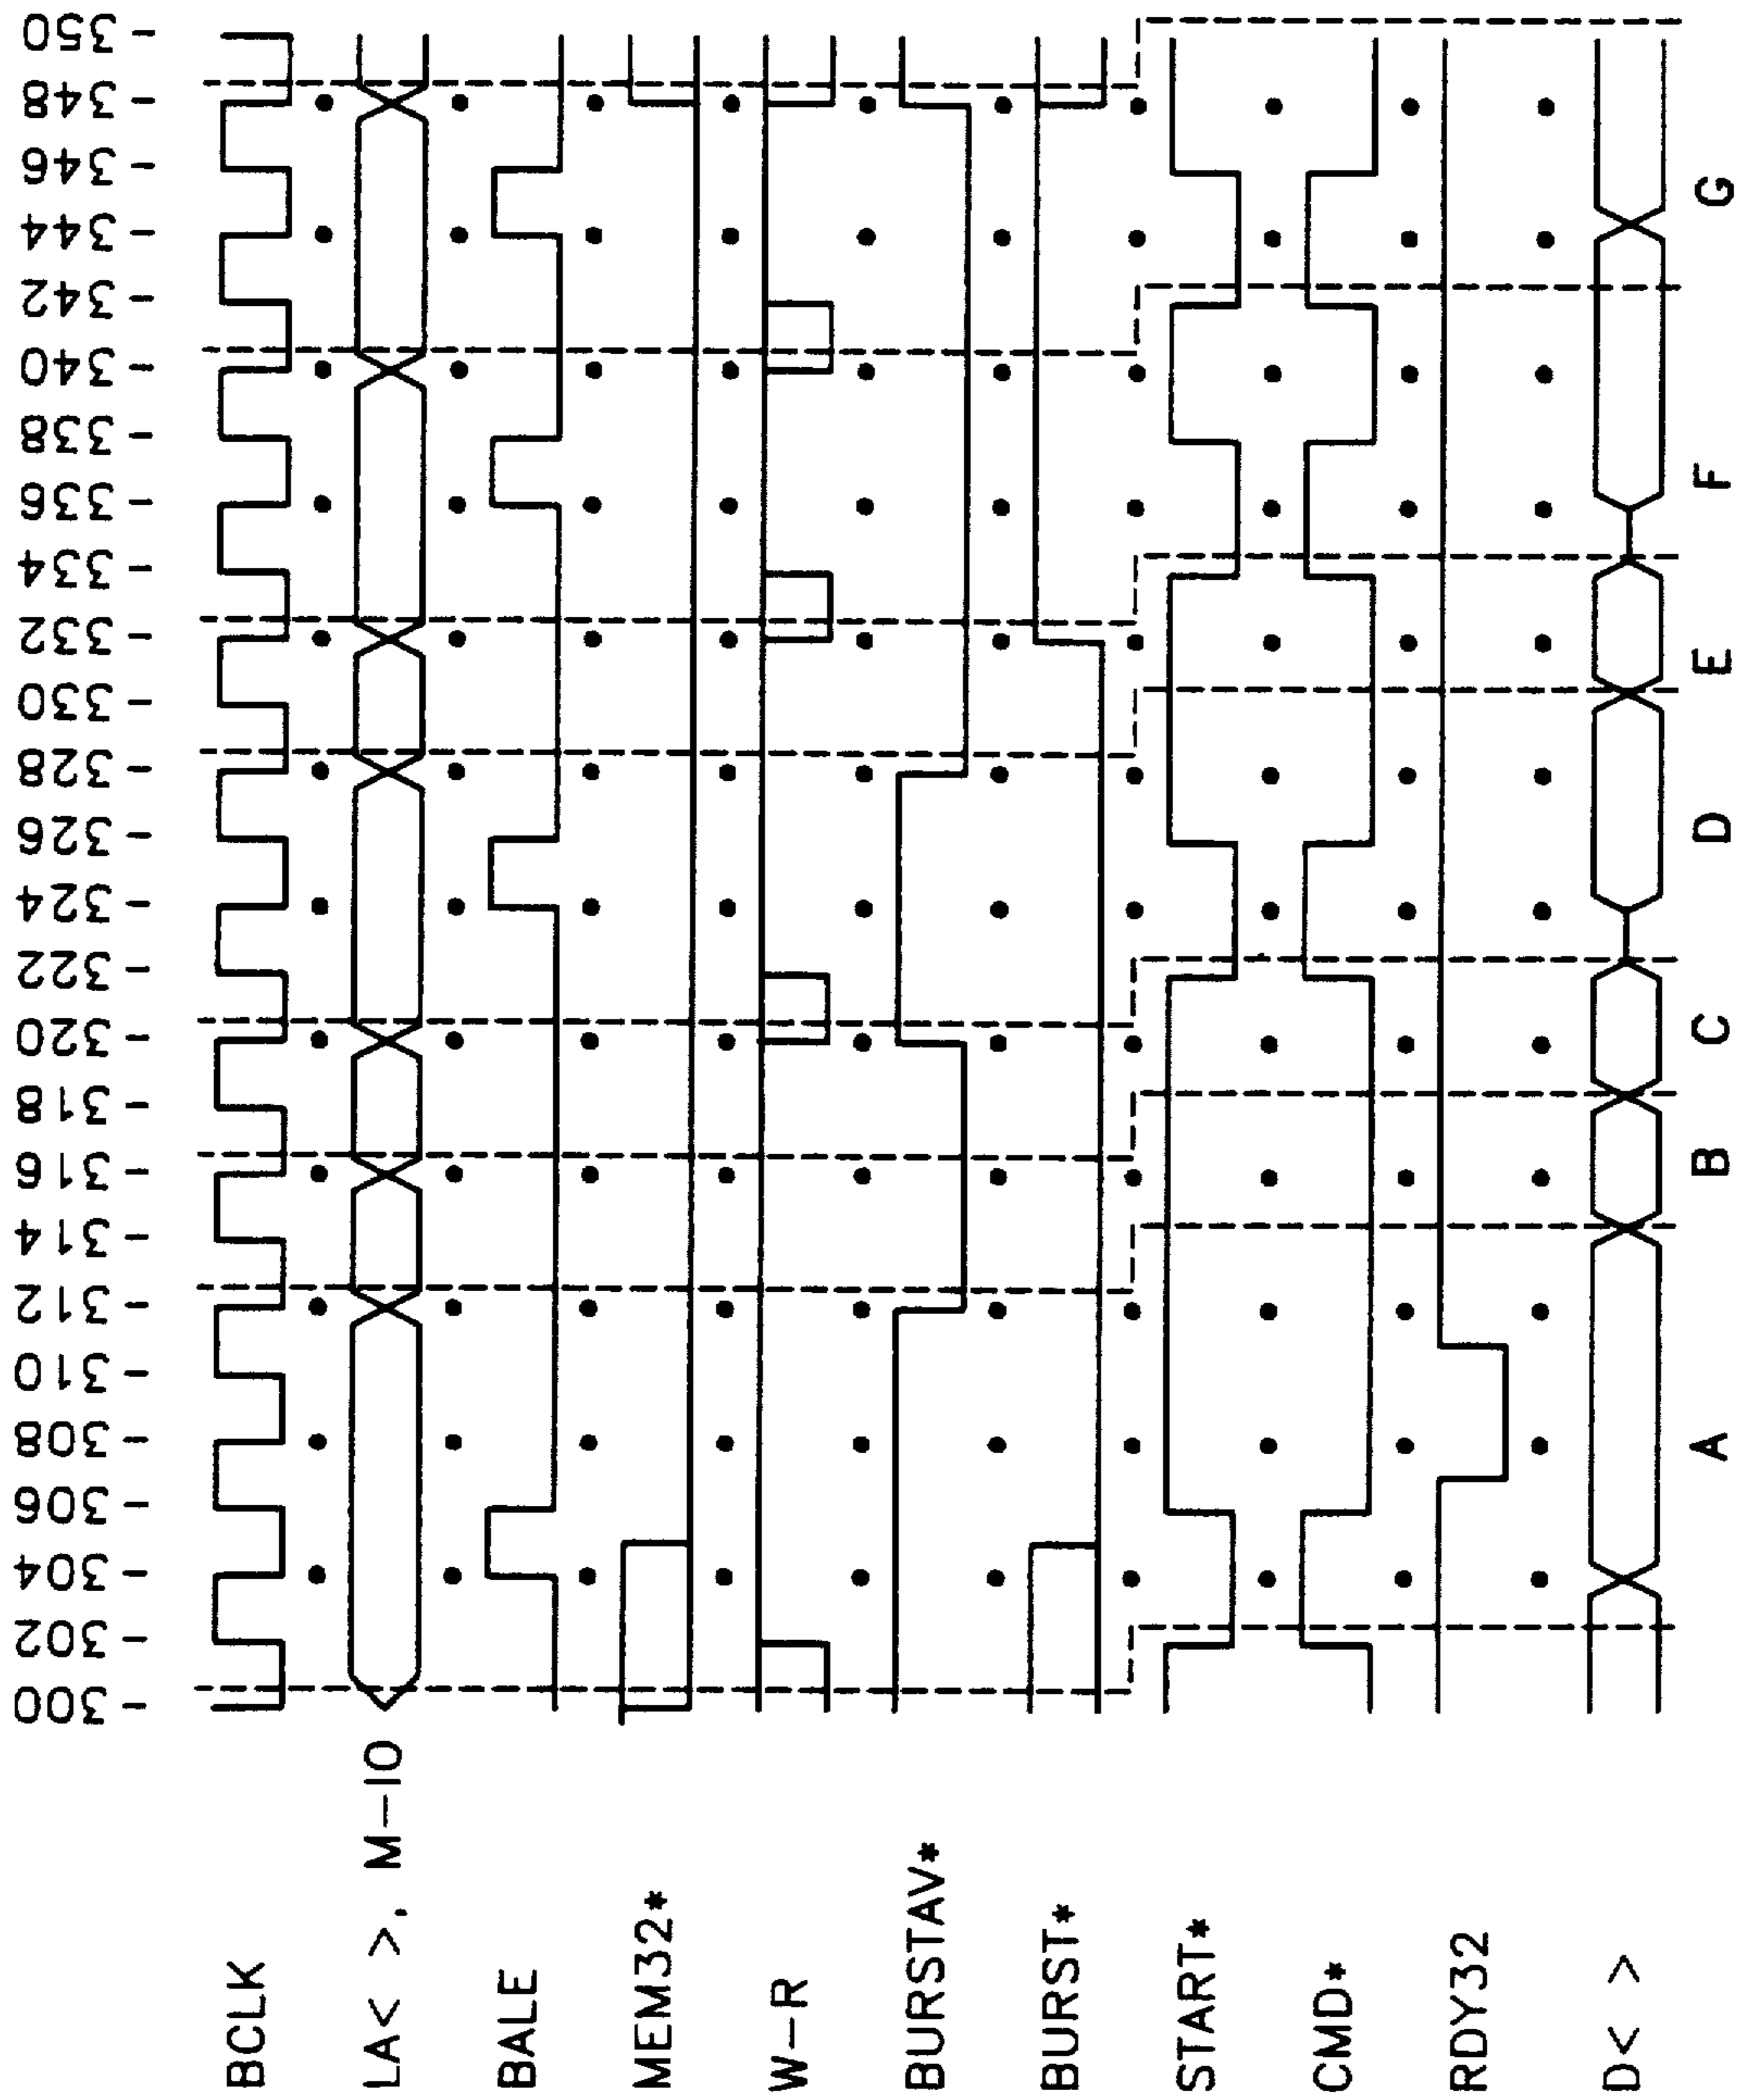 300 302 304 306 308 310 312 314 316 318 320 322 324 326 328 330 332 334 336 338 340 342 344 346 348 350
BCLK
LA< >, M-IO
BALE
MEM32*
W-R
BURSTAV*
BURST*
START*
CMD*
RDY32
D< >
A B C D E F G